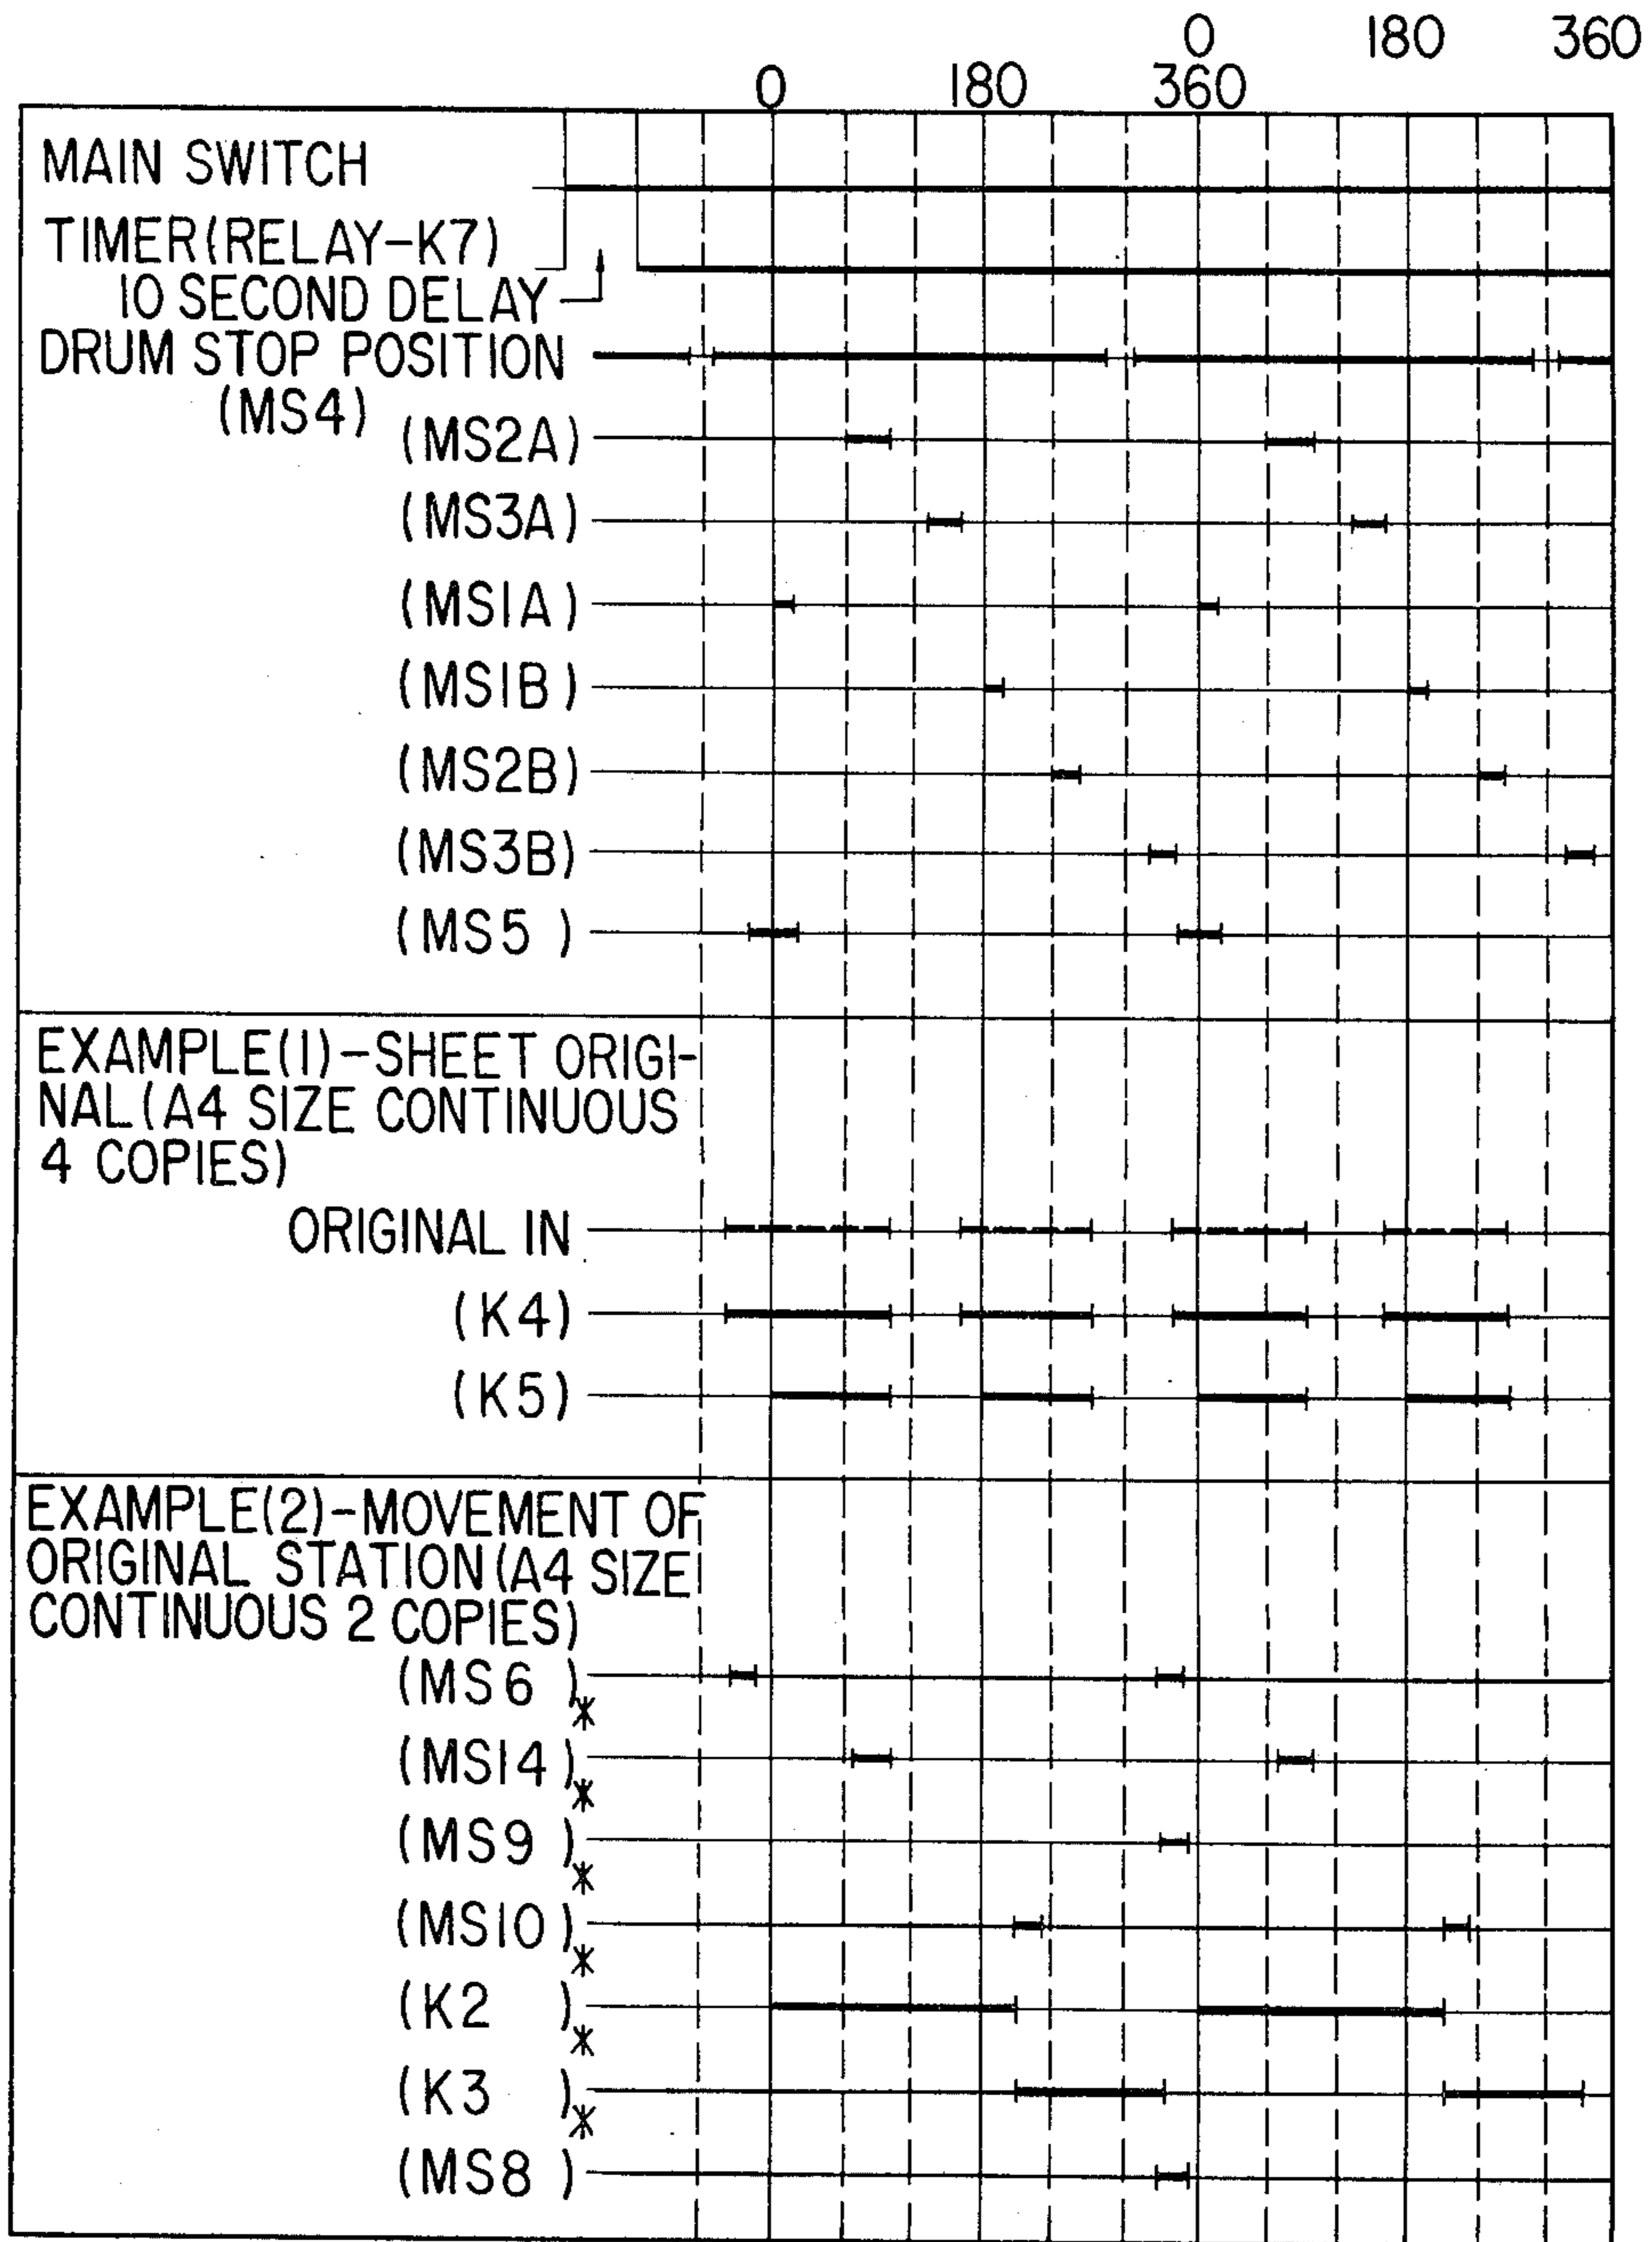 0 180 360
0 180 360
MAIN SWITCH
TIMER(RELAY-K7)
10 SECOND DELAY
DRUM STOP POSITION
(MS4)
(MS2A)
(MS3A)
(MS1A)
(MS1B)
(MS2B)
(MS3B)
(MS5 )
EXAMPLE(1)-SHEET ORIGI-
NAL(A4 SIZE CONTINUOUS
4 COPIES)
ORIGINAL IN
(K4)
(K5)
EXAMPLE(2)-MOVEMENT OF
ORIGINAL STATION(A4 SIZE
CONTINUOUS 2 COPIES)
(MS6 )*
(MS14)*
(MS9 )*
(MS10)*
(K2 )*
(K3 )*
(MS8 )